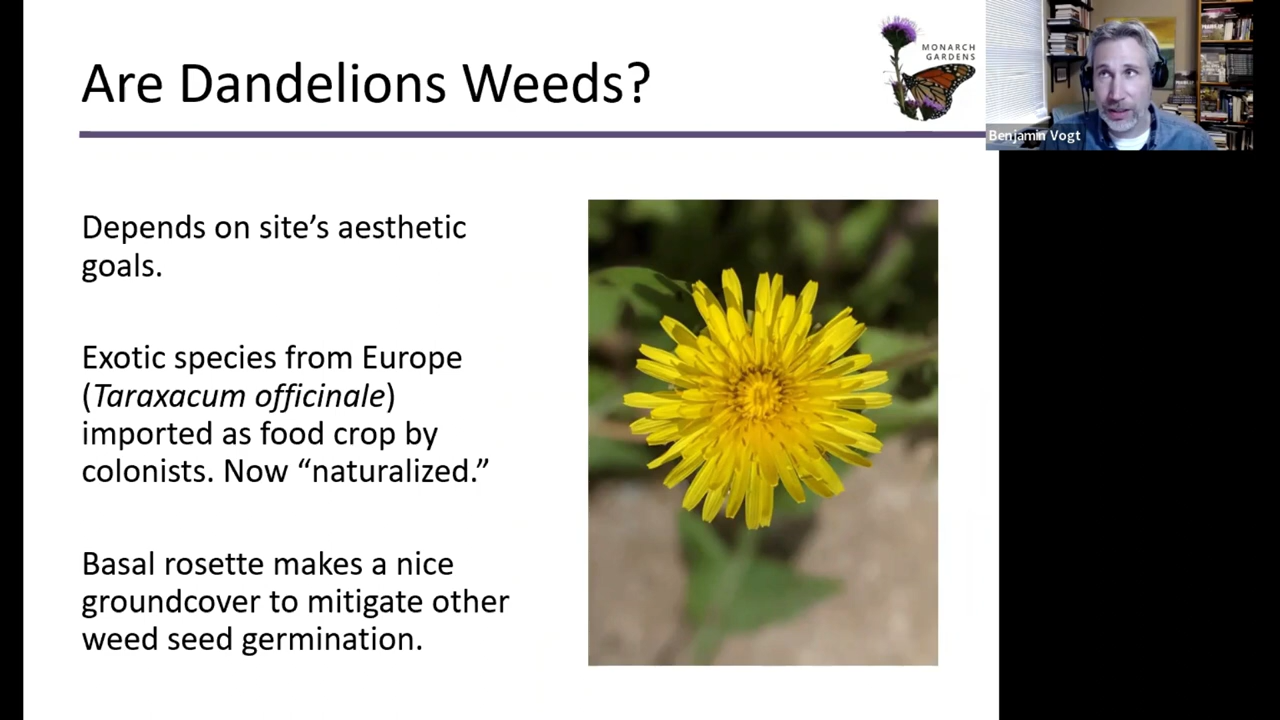 Are Dandelions Weeds?
MONARCH
GARDENS
Benjamin Vogt
Depends on site’s aesthetic
goals.
Exotic species from Europe
(Taraxacum officinale)
imported as food crop by
colonists. Now “naturalized.”
Basal rosette makes a nice
groundcover to mitigate other
weed seed germination.